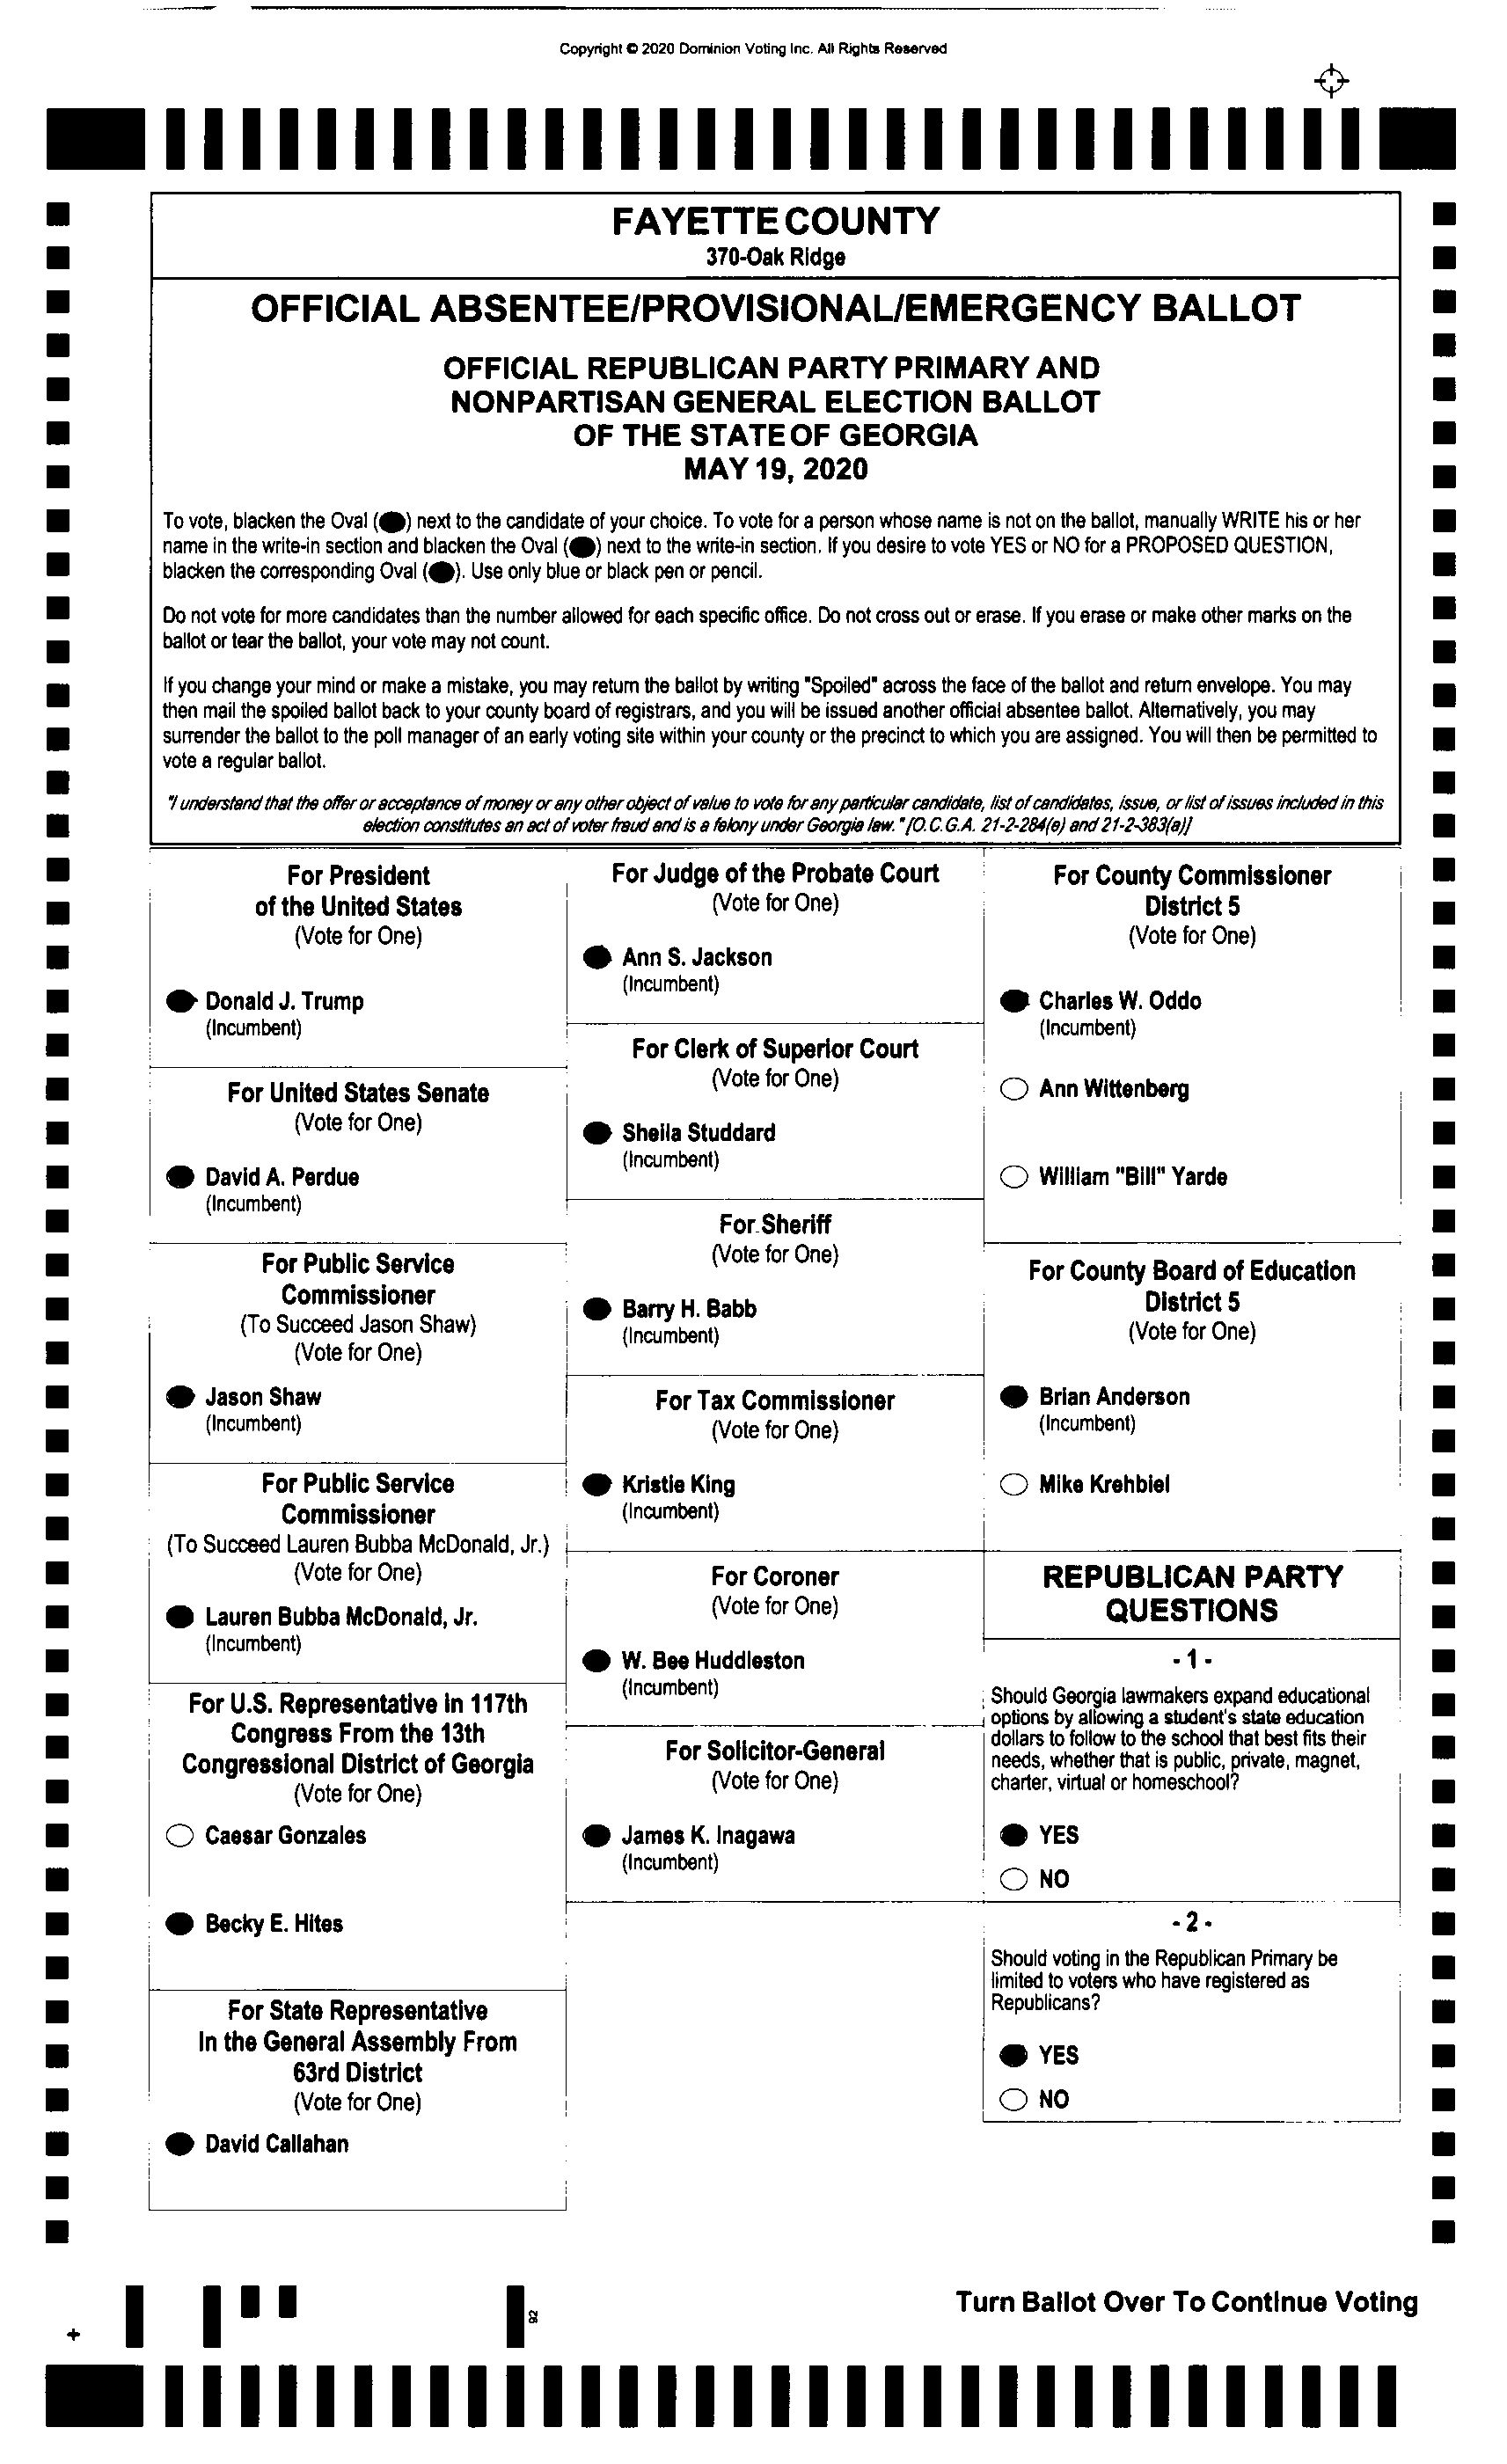 Copyright © 2020 Dominion Voting Inc. All Rights Reserved
FAYETTE COUNTY
370-Oak Ridge
OFFICIAL ABSENTEE/PROVISIONAL/EMERGENCY BALLOT
OFFICIAL REPUBLICAN PARTY PRIMARY AND
NONPARTISAN GENERAL ELECTION BALLOT
OF THE STATE OF GEORGIA
MAY 19, 2020
To vote, blacken the Oval (⬬) next to the candidate of your choice. To vote for a person whose name is not on the ballot, manually WRITE his or her
name in the write-in section and blacken the Oval (⬬) next to the write-in section. If you desire to vote YES or NO for a PROPOSED QUESTION,
blacken the corresponding Oval (⬬). Use only blue or black pen or pencil.
Do not vote for more candidates than the number allowed for each specific office. Do not cross out or erase. If you erase or make other marks on the
ballot or tear the ballot, your vote may not count.
If you change your mind or make a mistake, you may return the ballot by writing "Spoiled" across the face of the ballot and return envelope. You may
then mail the spoiled ballot back to your county board of registrars, and you will be issued another official absentee ballot. Alternatively, you may
surrender the ballot to the poll manager of an early voting site within your county or the precinct to which you are assigned. You will then be permitted to
vote a regular ballot.
"I understand that the offer or acceptance of money or any other object of value to vote for any particular candidate, list of candidates, issue, or list of issues included in this
election constitutes an act of voter fraud and is a felony under Georgia law." [O.C.G.A. 21-2-284(e) and 21-2-383(a)]
For President
of the United States
(Vote for One)
Donald J. Trump
(Incumbent)
For United States Senate
(Vote for One)
David A. Perdue
(Incumbent)
For Public Service
Commissioner
(To Succeed Jason Shaw)
(Vote for One)
Jason Shaw
(Incumbent)
For Public Service
Commissioner
(To Succeed Lauren Bubba McDonald, Jr.)
(Vote for One)
Lauren Bubba McDonald, Jr.
(Incumbent)
For U.S. Representative in 117th
Congress From the 13th
Congressional District of Georgia
(Vote for One)
Caesar Gonzales
Becky E. Hites
For State Representative
In the General Assembly From
63rd District
(Vote for One)
David Callahan
For Judge of the Probate Court
(Vote for One)
Ann S. Jackson
(Incumbent)
For Clerk of Superior Court
(Vote for One)
Sheila Studdard
(Incumbent)
For Sheriff
(Vote for One)
Barry H. Babb
(Incumbent)
For Tax Commissioner
(Vote for One)
Kristie King
(Incumbent)
For Coroner
(Vote for One)
W. Bee Huddleston
(Incumbent)
For Solicitor-General
(Vote for One)
James K. Inagawa
(Incumbent)
For County Commissioner
District 5
(Vote for One)
Charles W. Oddo
(Incumbent)
Ann Wittenberg
William "Bill" Yarde
For County Board of Education
District 5
(Vote for One)
Brian Anderson
(Incumbent)
Mike Krehbiel
REPUBLICAN PARTY
QUESTIONS
- 1 -
Should Georgia lawmakers expand educational
options by allowing a student's state education
dollars to follow to the school that best fits their
needs, whether that is public, private, magnet,
charter, virtual or homeschool?
YES
NO
- 2 -
Should voting in the Republican Primary be
limited to voters who have registered as
Republicans?
YES
NO
92
Turn Ballot Over To Continue Voting